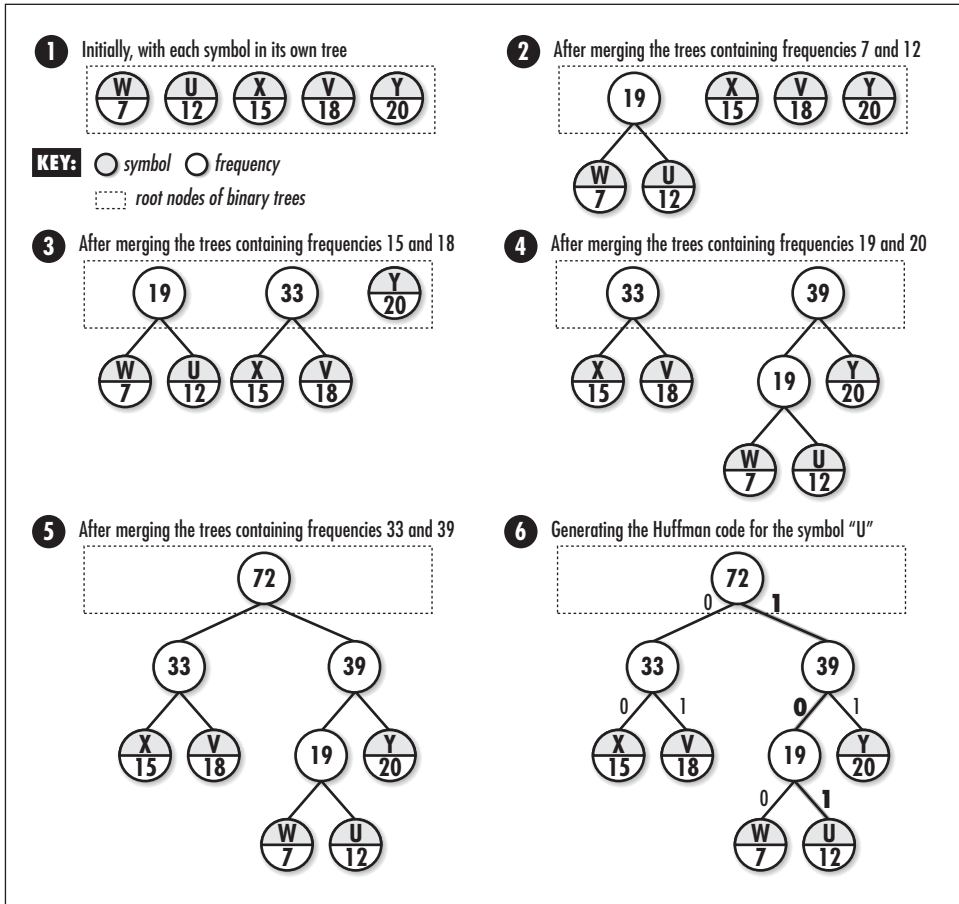 1 Initially, with each symbol in its own tree
W U X V Y
7 12 15 18 20
KEY: symbol frequency
root nodes of binary trees
2 After merging the trees containing frequencies 7 and 12
19 X V Y
15 18 20
W U
7 12
3 After merging the trees containing frequencies 15 and 18
19 33 Y
20
W U X V
7 12 15 18
4 After merging the trees containing frequencies 19 and 20
33 39
X V 19 Y
15 18 20
W U
7 12
5 After merging the trees containing frequencies 33 and 39
72
33 39
X V 19 Y
15 18 20
W U
7 12
6 Generating the Huffman code for the symbol “U”
72
0 1
33 39
0 1 0 1
X V 19 Y
15 18 20
0 1
W U
7 12